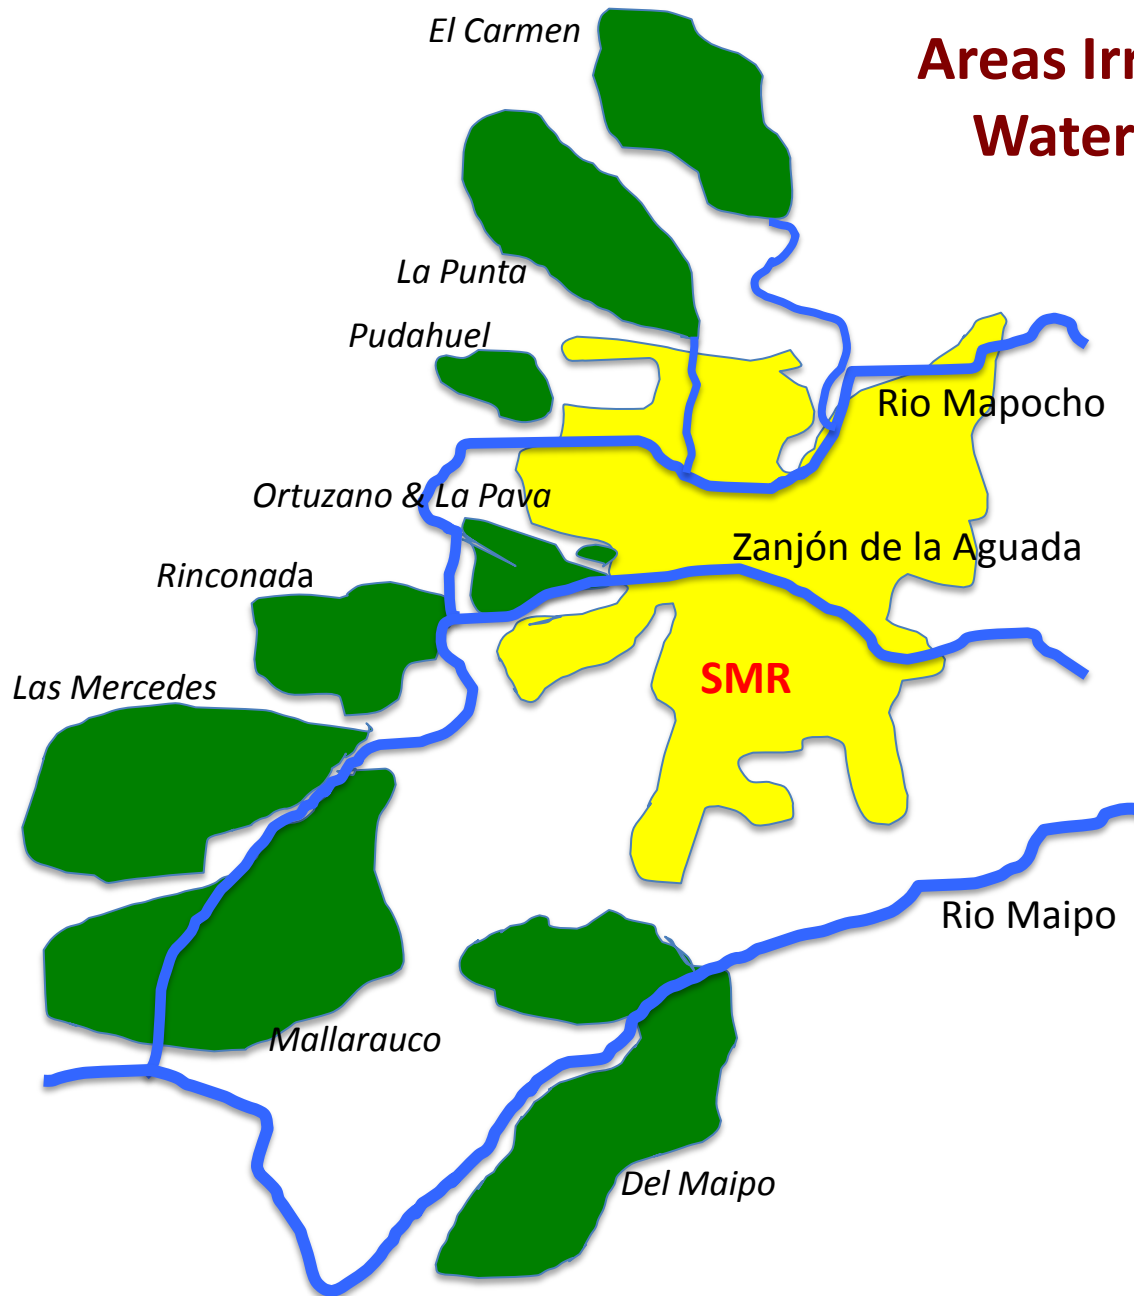 El Carmen
Areas Irr
Water
La Punta
Pudahuel
Rio Mapocho
Ortuzano & La Pava
Zanjón de la Aguada
Rinconada
SMR
Las Mercedes
Rio Maipo
Mallarauco
Del Maipo